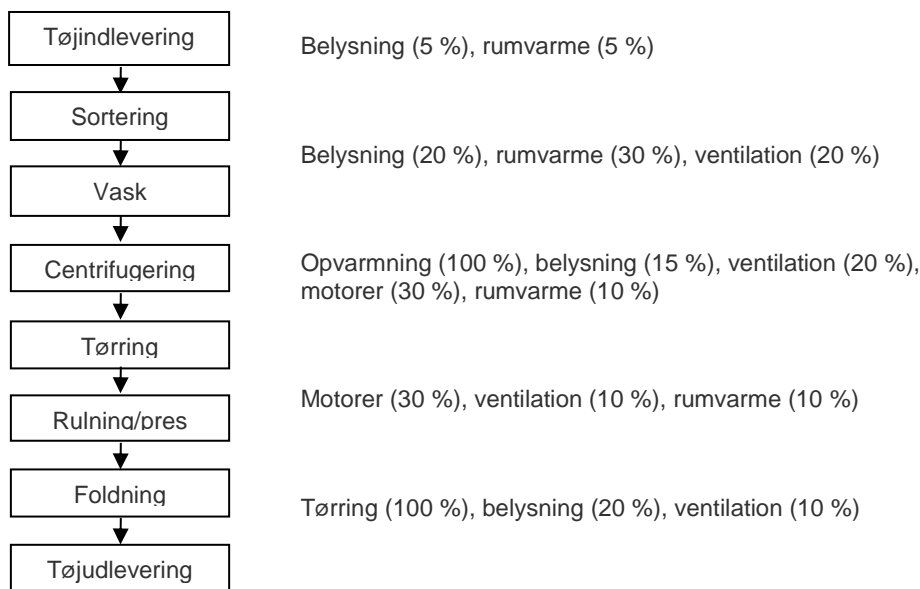 Tøjindlevering
Belysning (5 %), rumvarme (5 %)
Sortering
Belysning (20 %), rumvarme (30 %), ventilation (20 %)
Vask
Centrifugering
Opvarmning (100 %), belysning (15 %), ventilation (20 %),
motorer (30 %), rumvarme (10 %)
Tørring
Motorer (30 %), ventilation (10 %), rumvarme (10 %)
Rulning/pres
Foldning
Tørring (100 %), belysning (20 %), ventilation (10 %)
Tøjudlevering